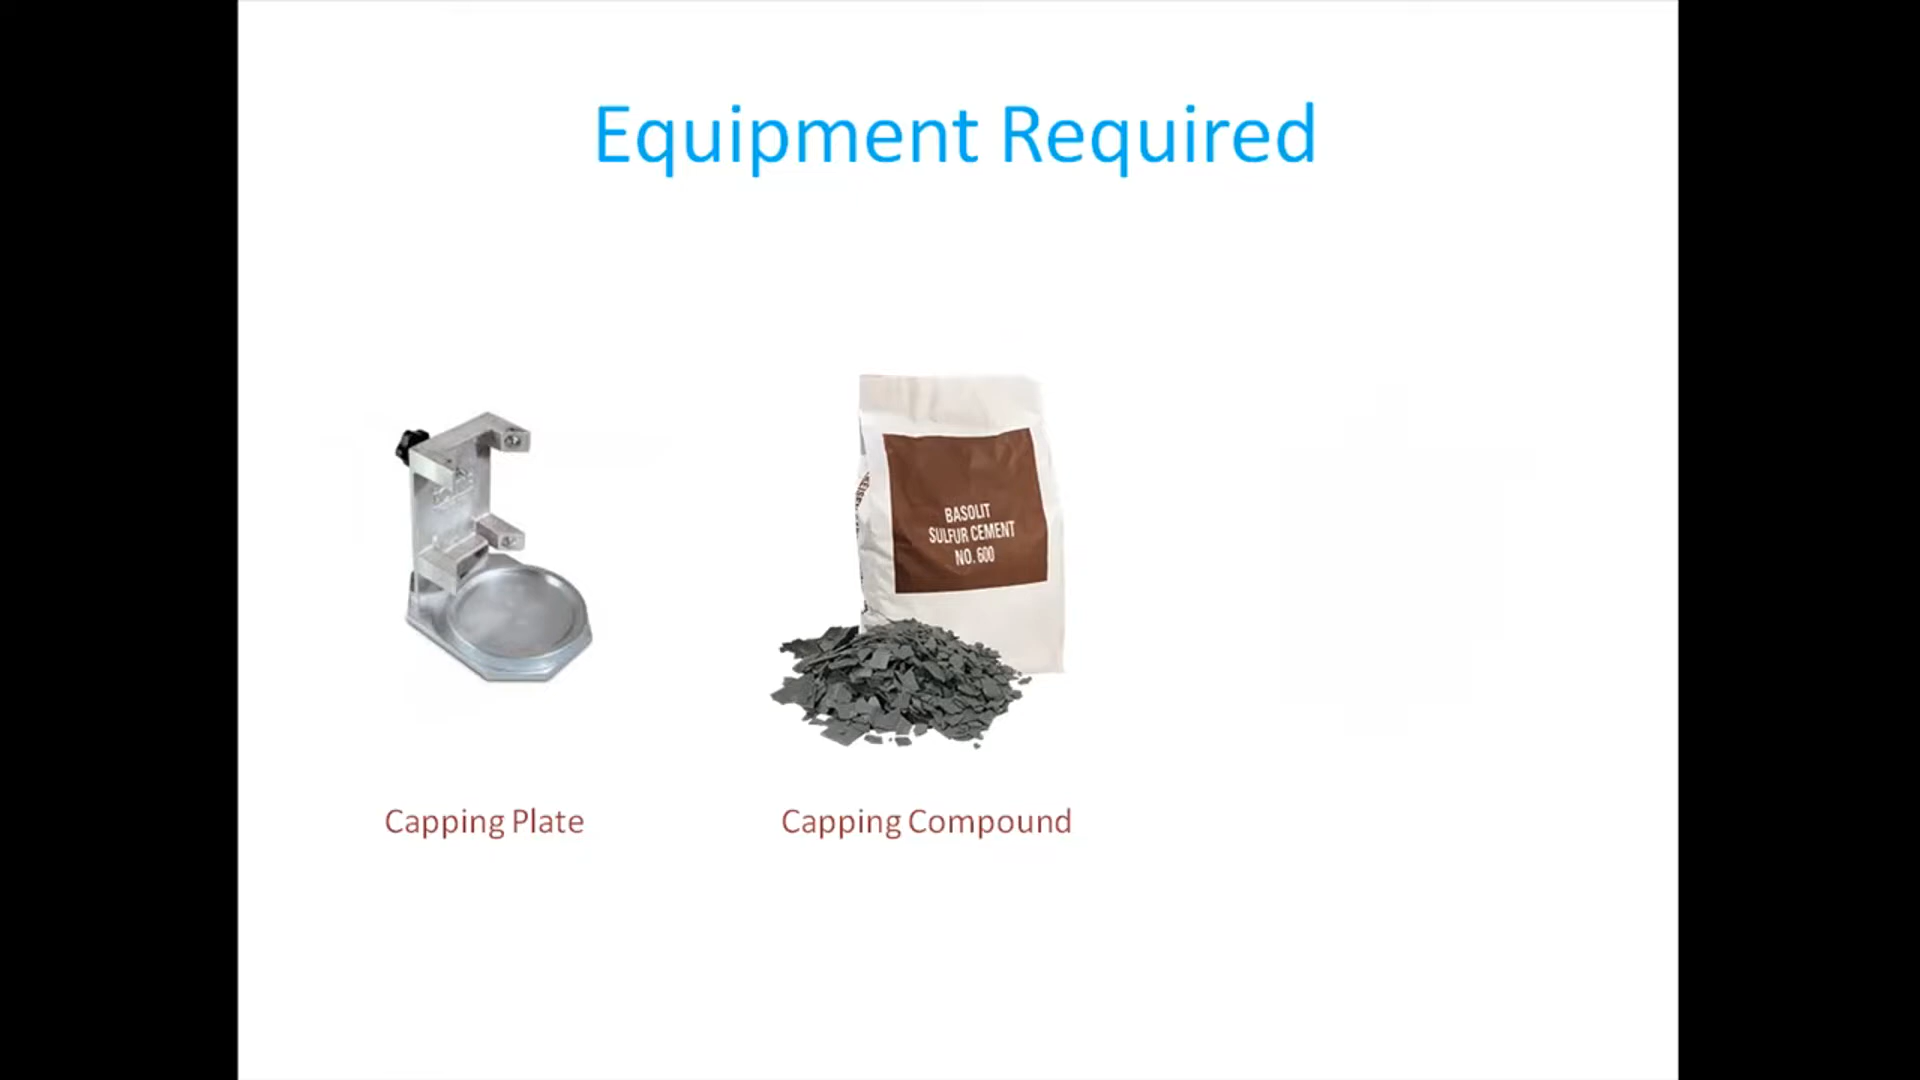 Equipment Required
BASOLIT
SULFUR CEMENT
NO. 600
Capping Plate
Capping Compound